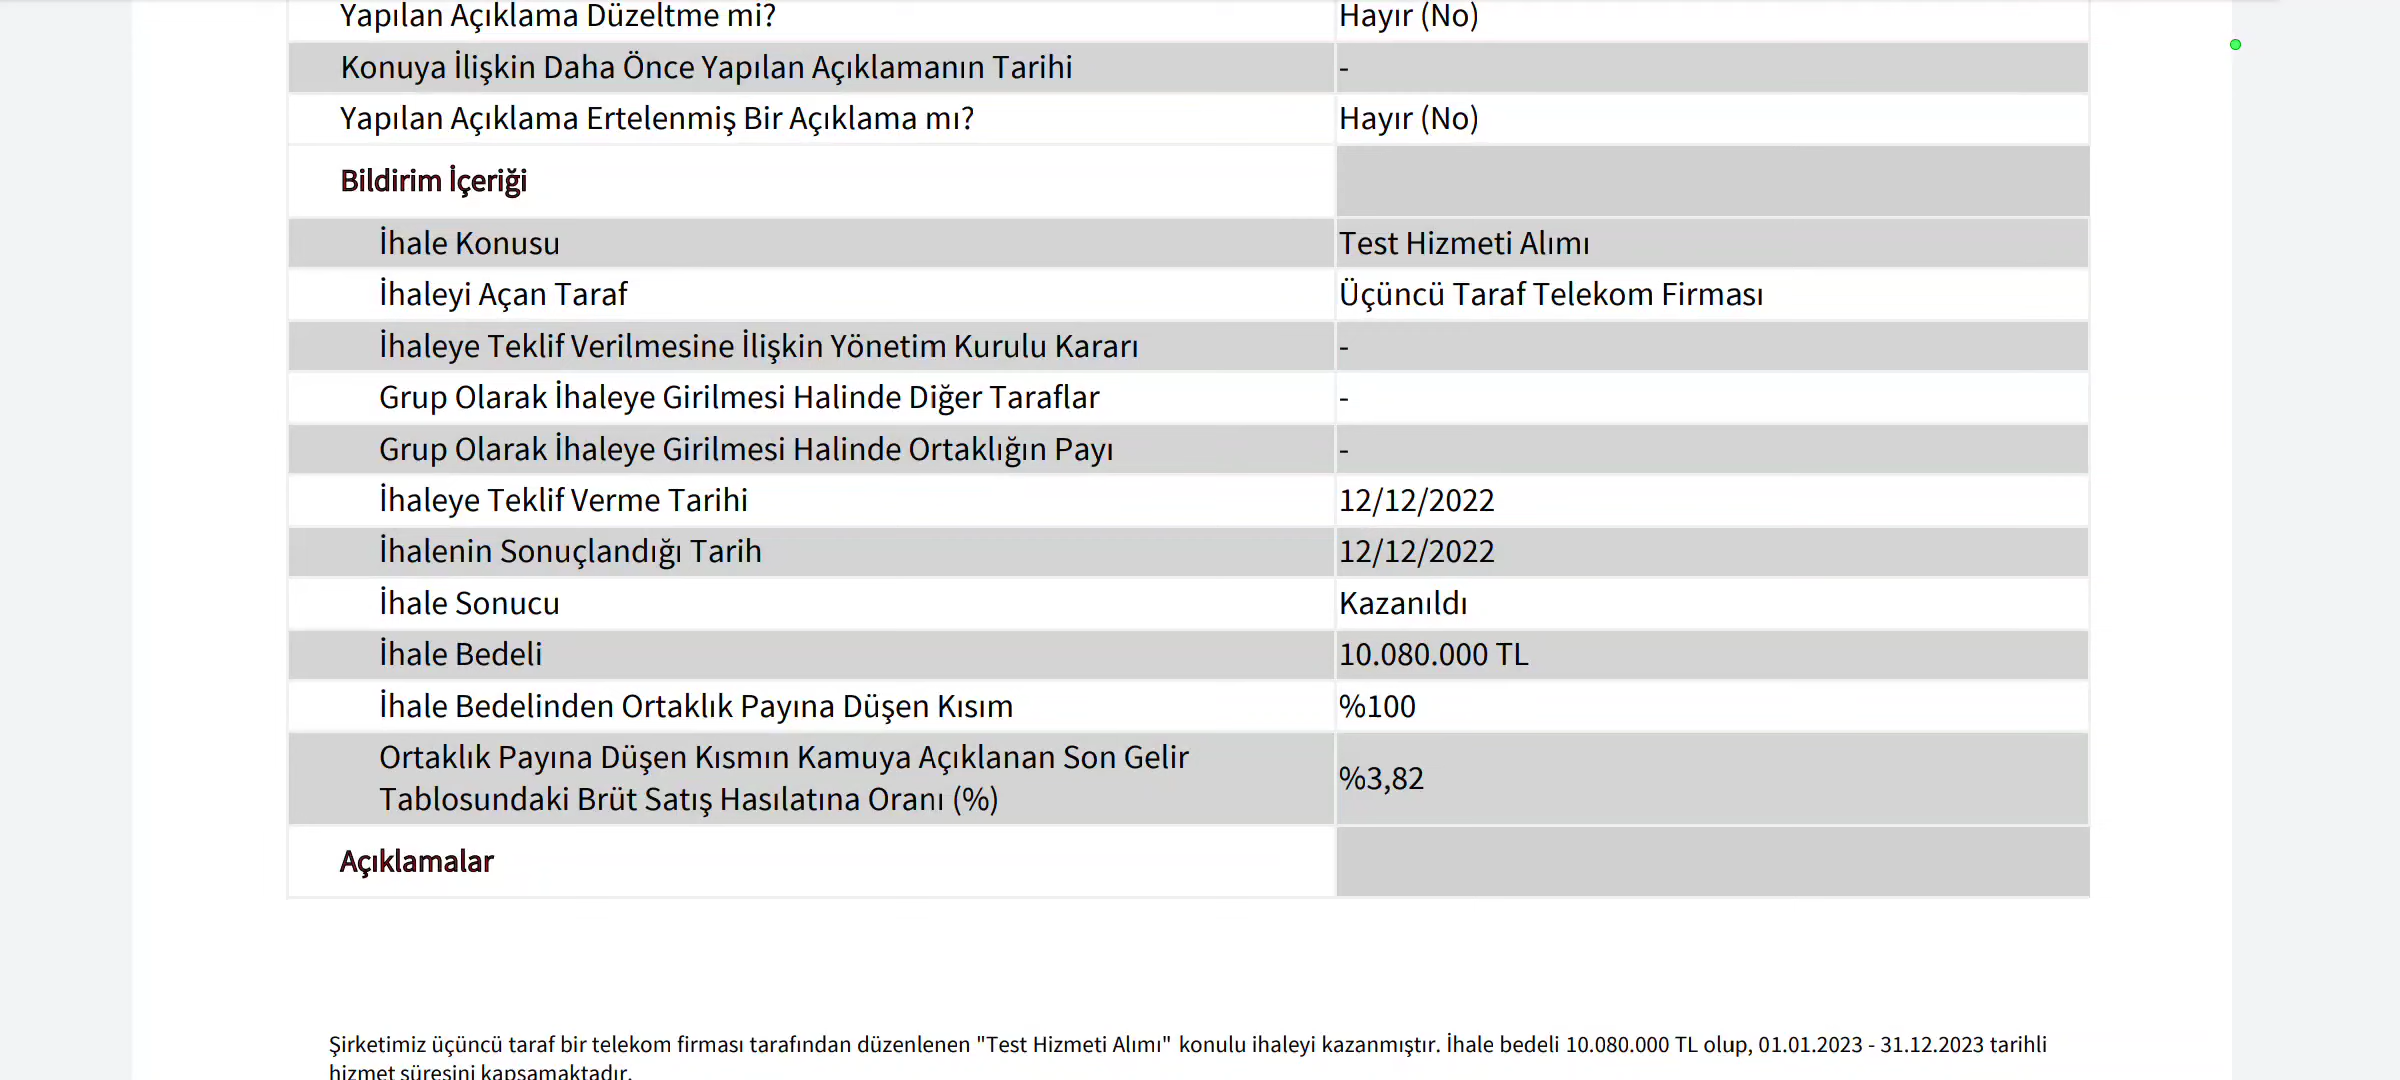 Yapılan Açıklama Düzeltme mi? Hayır (No)
Konuya İlişkin Daha Önce Yapılan Açıklamanın Tarihi -
Yapılan Açıklama Ertelenmiş Bir Açıklama mı? Hayır (No)
Bildirim İçeriği
İhale Konusu Test Hizmeti Alımı
İhaleyi Açan Taraf Üçüncü Taraf Telekom Firması
İhaleye Teklif Verilmesine İlişkin Yönetim Kurulu Kararı -
Grup Olarak İhaleye Girilmesi Halinde Diğer Taraflar -
Grup Olarak İhaleye Girilmesi Halinde Ortaklığın Payı -
İhaleye Teklif Verme Tarihi 12/12/2022
İhalenin Sonuçlandığı Tarih 12/12/2022
İhale Sonucu Kazanıldı
İhale Bedeli 10.080.000 TL
İhale Bedelinden Ortaklık Payına Düşen Kısım %100
Ortaklık Payına Düşen Kısmın Kamuya Açıklanan Son Gelir
Tablosundaki Brüt Satış Hasılatına Oranı (%) %3,82
Açıklamalar
Şirketimiz üçüncü taraf bir telekom firması tarafından düzenlenen "Test Hizmeti Alımı" konulu ihaleyi kazanmıştır. İhale bedeli 10.080.000 TL olup, 01.01.2023 - 31.12.2023 tarihli
hizmet süresini kapsamaktadır.